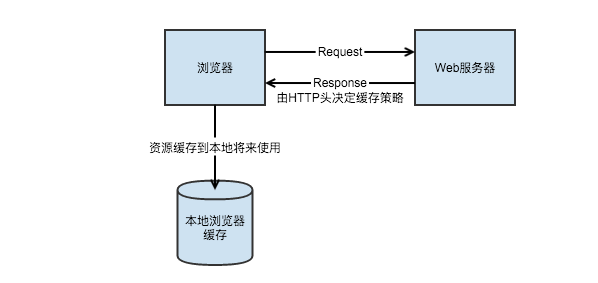 浏览器
Request
Web服务器
Response
由HTTP头决定缓存策略
资源缓存到本地将来使用
本地浏览器
缓存